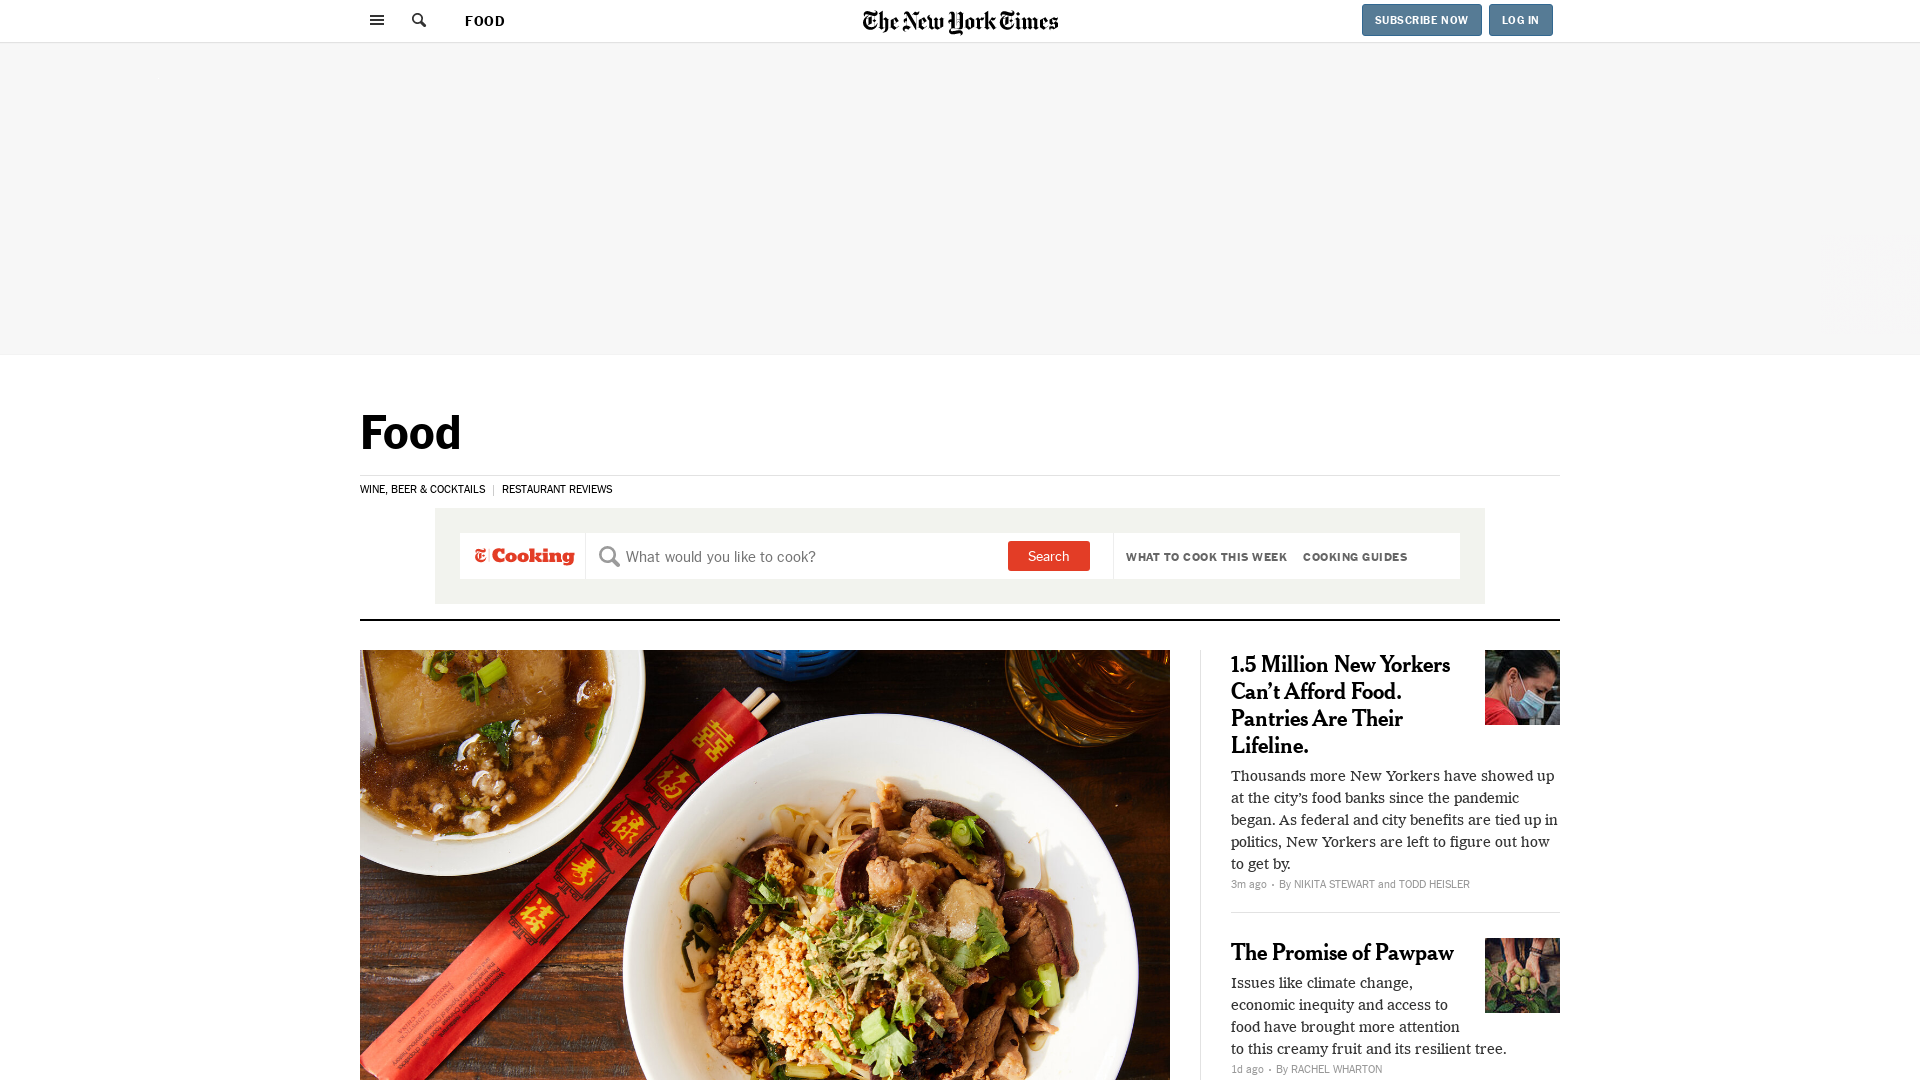 FOOD
The New York Times
SUBSCRIBE NOW
LOG IN
Food
WINE, BEER & COCKTAILS
RESTAURANT REVIEWS
Cooking
What would you like to cook?
Search
WHAT TO COOK THIS WEEK
COOKING GUIDES
囍
福
祿
壽
禧
1.5 Million New Yorkers
Can’t Afford Food.
Pantries Are Their
Lifeline.
Thousands more New Yorkers have showed up
at the city’s food banks since the pandemic
began. As federal and city benefits are tied up in
politics, New Yorkers are left to figure out how
to get by.
3m ago • By NIKITA STEWART and TODD HEISLER
The Promise of Pawpaw
Issues like climate change,
economic inequity and access to
food have brought more attention
to this creamy fruit and its resilient tree.
1d ago • By RACHEL WHARTON